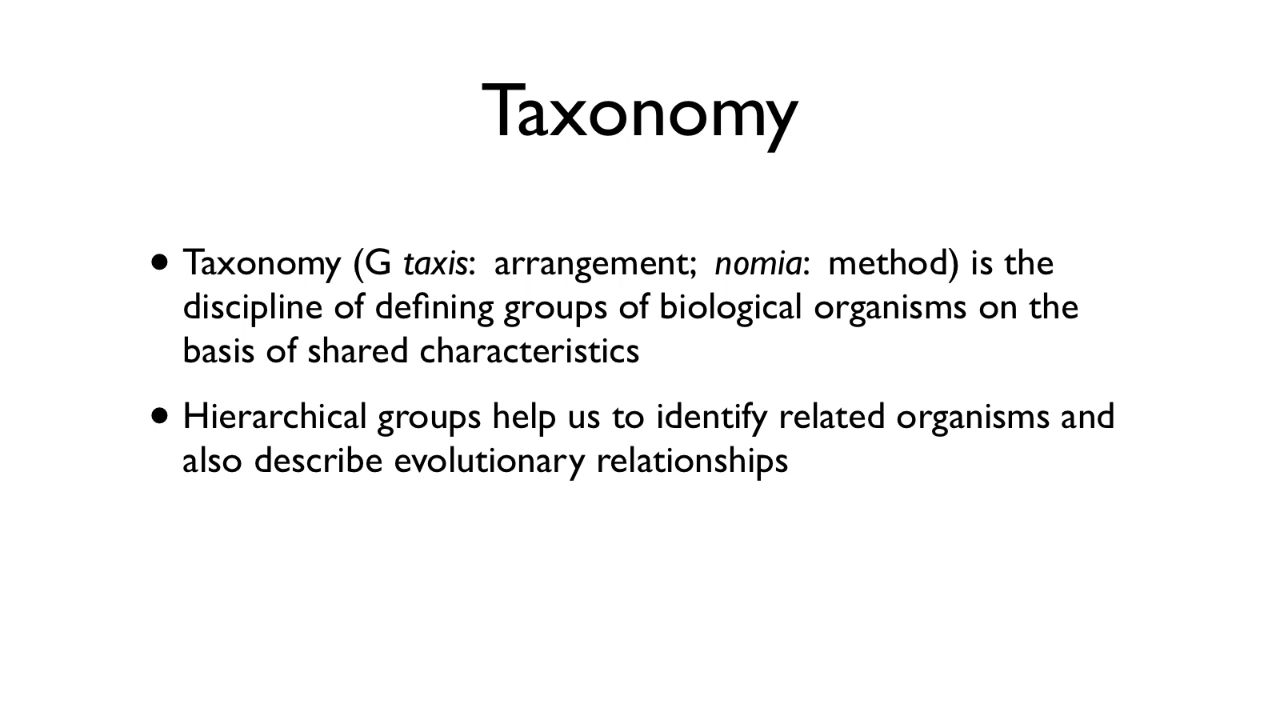 Taxonomy
• Taxonomy (G taxis: arrangement; nomia: method) is the
discipline of defining groups of biological organisms on the
basis of shared characteristics
• Hierarchical groups help us to identify related organisms and
also describe evolutionary relationships